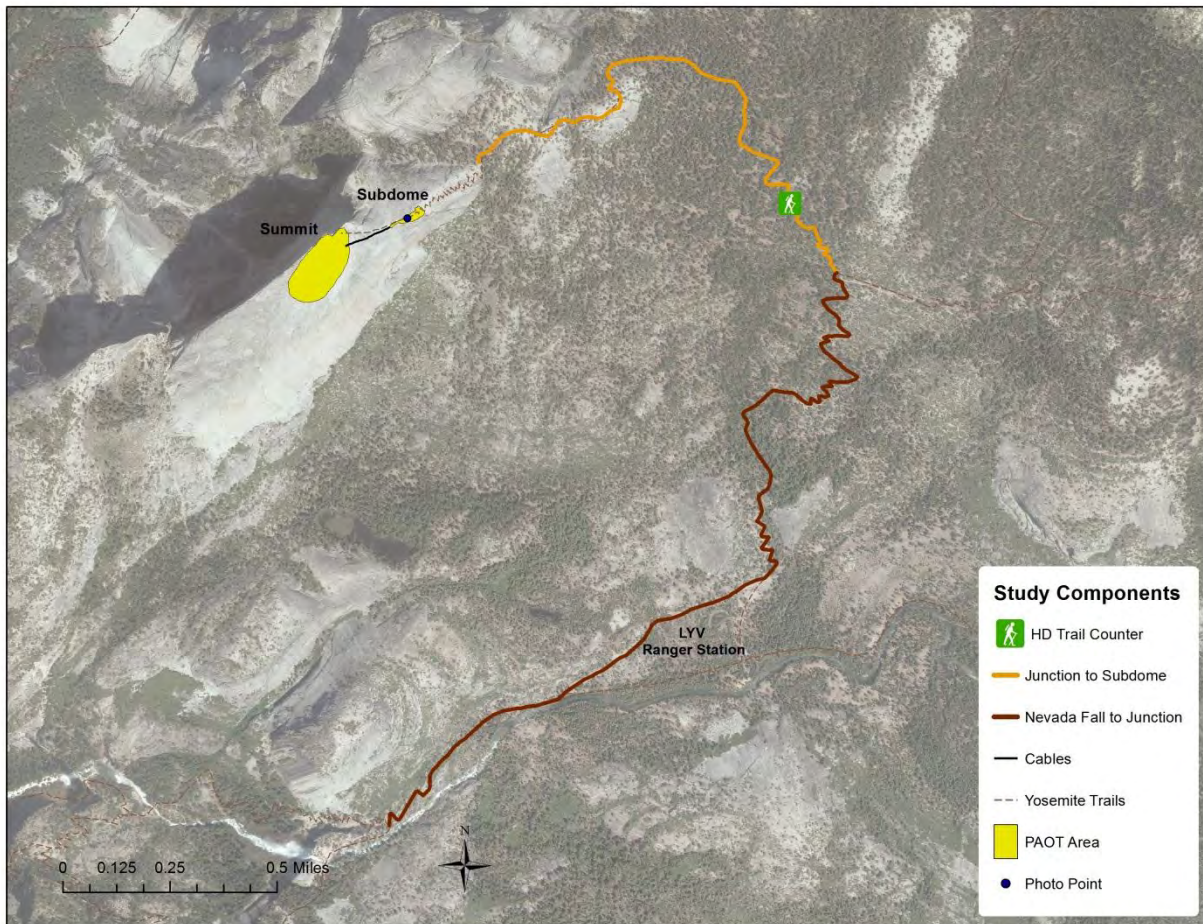 Subdome
Summit
LYV
Ranger Station
N
0 0.125 0.25 0.5 Miles
Study Components
HD Trail Counter
Junction to Subdome
Nevada Fall to Junction
Cables
Yosemite Trails
PAOT Area
Photo Point